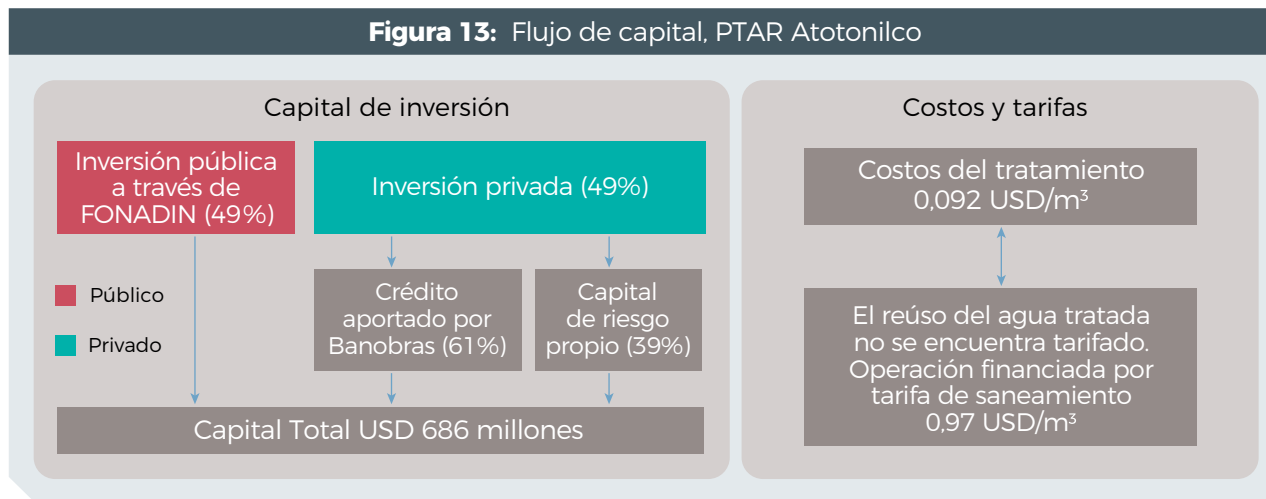 Figura 13: Flujo de capital, PTAR Atotonilco
Capital de inversión
Inversión pública
a través de
FONADIN (49%)
Inversión privada (49%)
Público
Privado
Crédito
aportado por
Banobras (61%)
Capital
de riesgo
propio (39%)
Capital Total USD 686 millones
Costos y tarifas
Costos del tratamiento
0,092 USD/m³
El reúso del agua tratada
no se encuentra tarifado.
Operación financiada por
tarifa de saneamiento
0,97 USD/m³